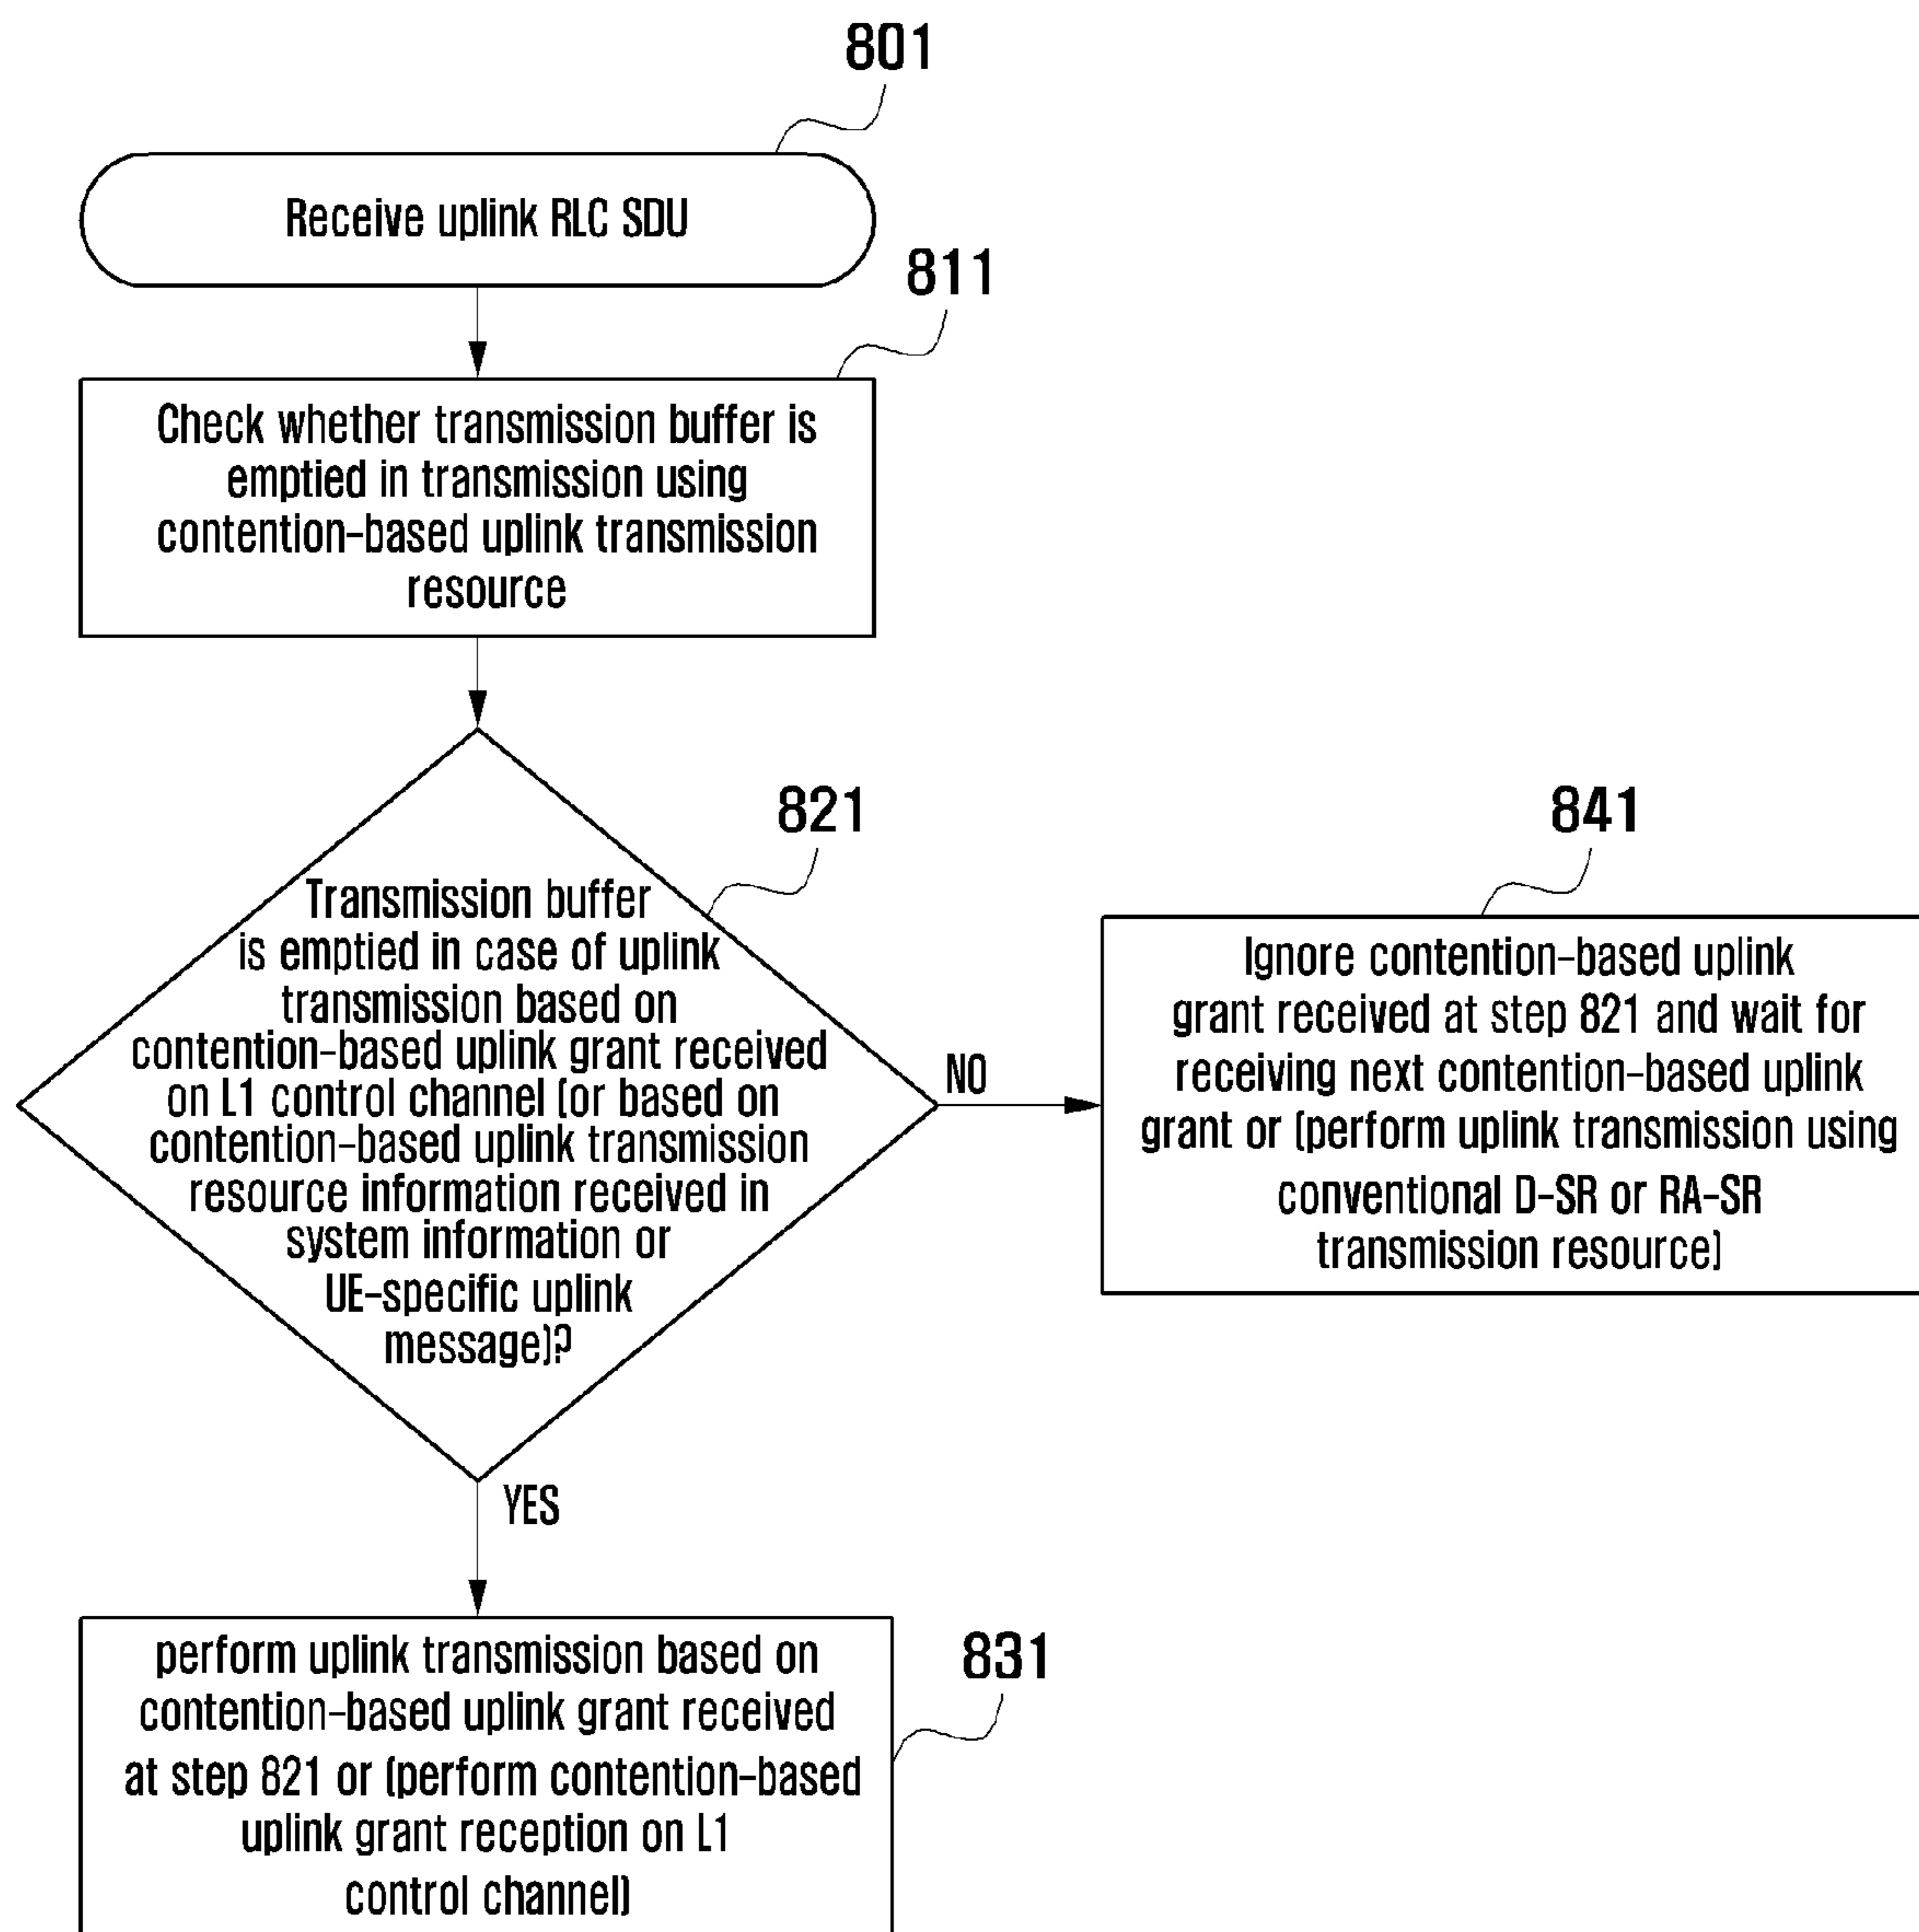 801
Receive uplink RLC SDU
811
Check whether transmission buffer is
emptied in transmission using
contention-based uplink transmission
resource
821
Transmission buffer
is emptied in case of uplink
transmission based on
contention-based uplink grant received
on L1 control channel (or based on
contention-based uplink transmission
resource information received in
system information or
UE-specific uplink
message)?
NO
841
Ignore contention-based uplink
grant received at step 821 and wait for
receiving next contention-based uplink
grant or (perform uplink transmission using
conventional D-SR or RA-SR
transmission resource)
YES
831
perform uplink transmission based on
contention-based uplink grant received
at step 821 or (perform contention-based
uplink grant reception on L1
control channel)